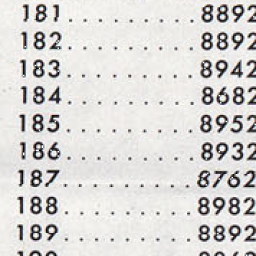 181 . . . . . . . . . . 8892
182 . . . . . . . . . . 8892
183 . . . . . . . . . . 8942
184 . . . . . . . . . . 8682
185 . . . . . . . . . . 8952
186 . . . . . . . . . . 8932
187 . . . . . . . . . . 8762
188 . . . . . . . . . . 8982
189 . . . . . . . . . . 8892